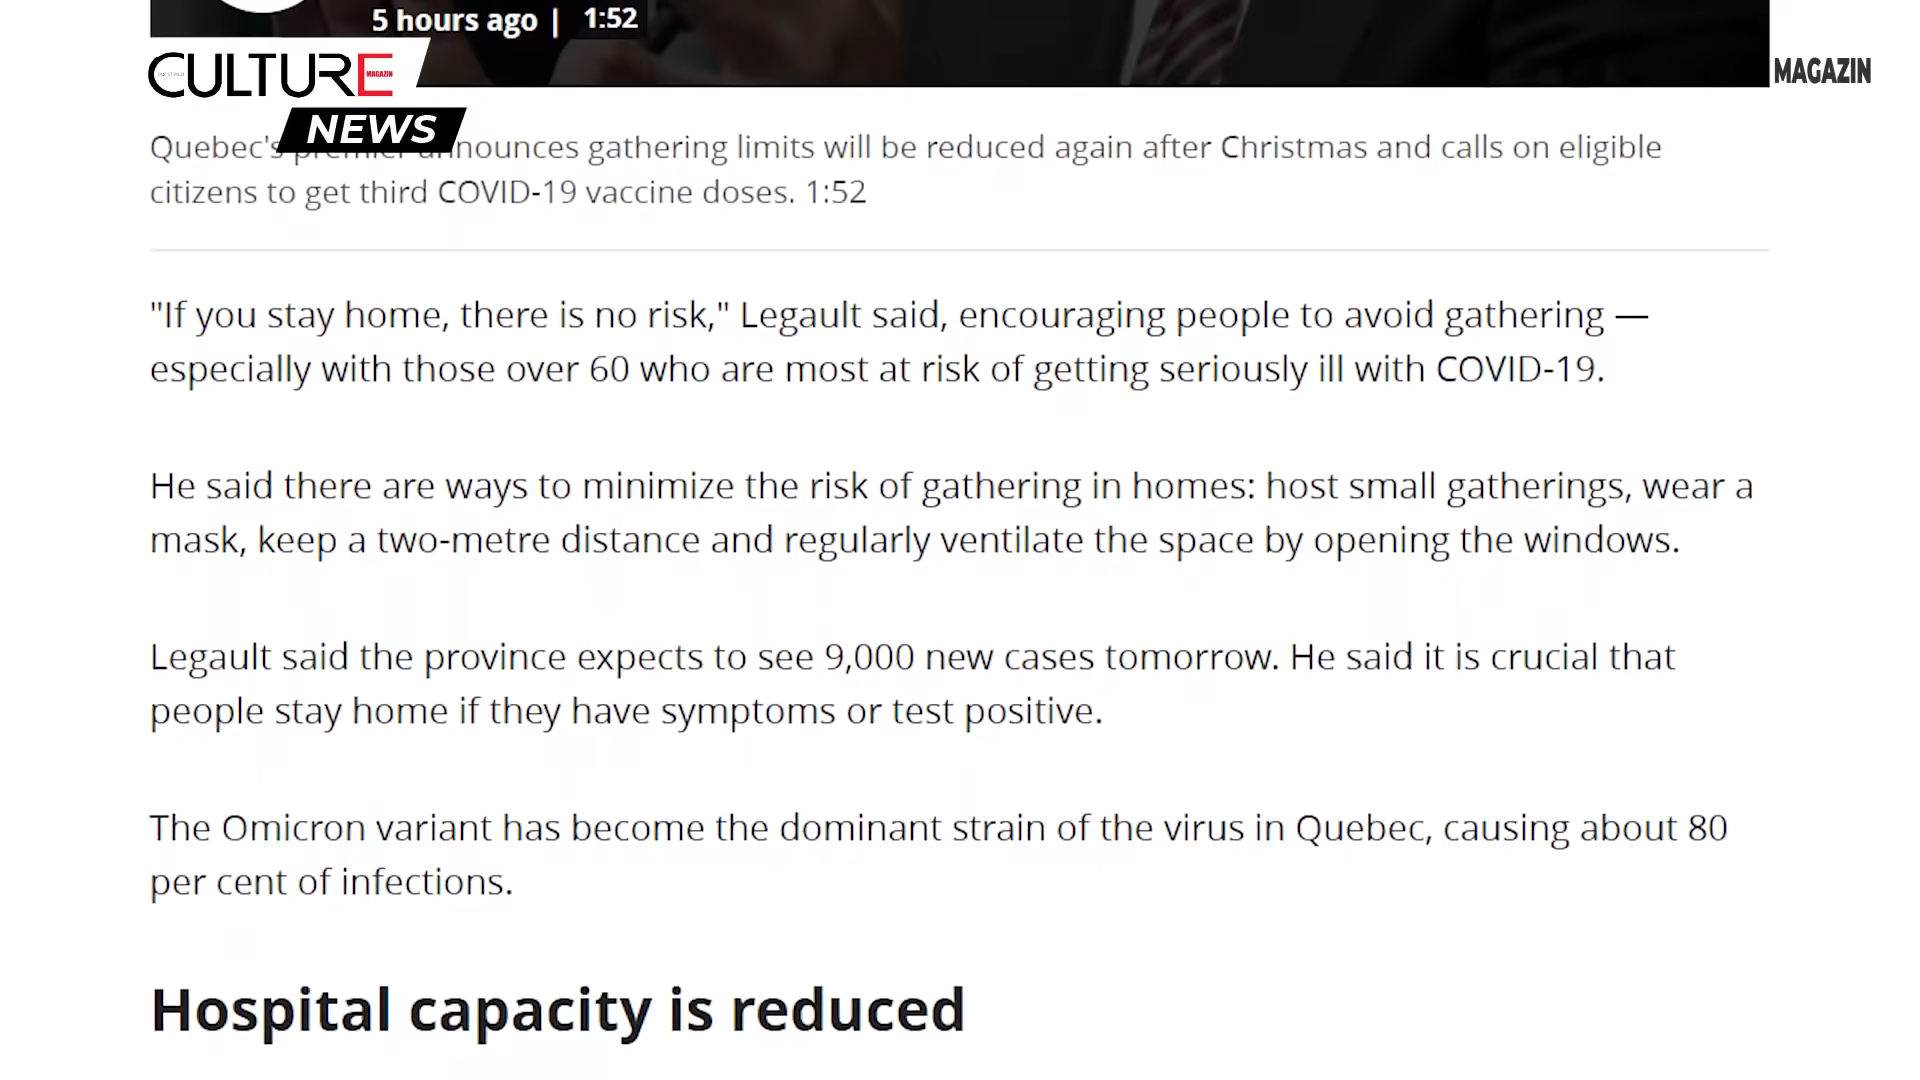 5 hours ago | 1:52
CULTURE
MAGAZIN
MAGAZIN
NEWS
Quebec's premier announces gathering limits will be reduced again after Christmas and calls on eligible
citizens to get third COVID-19 vaccine doses. 1:52
"If you stay home, there is no risk," Legault said, encouraging people to avoid gathering —
especially with those over 60 who are most at risk of getting seriously ill with COVID-19.
He said there are ways to minimize the risk of gathering in homes: host small gatherings, wear a
mask, keep a two-metre distance and regularly ventilate the space by opening the windows.
Legault said the province expects to see 9,000 new cases tomorrow. He said it is crucial that
people stay home if they have symptoms or test positive.
The Omicron variant has become the dominant strain of the virus in Quebec, causing about 80
per cent of infections.
Hospital capacity is reduced